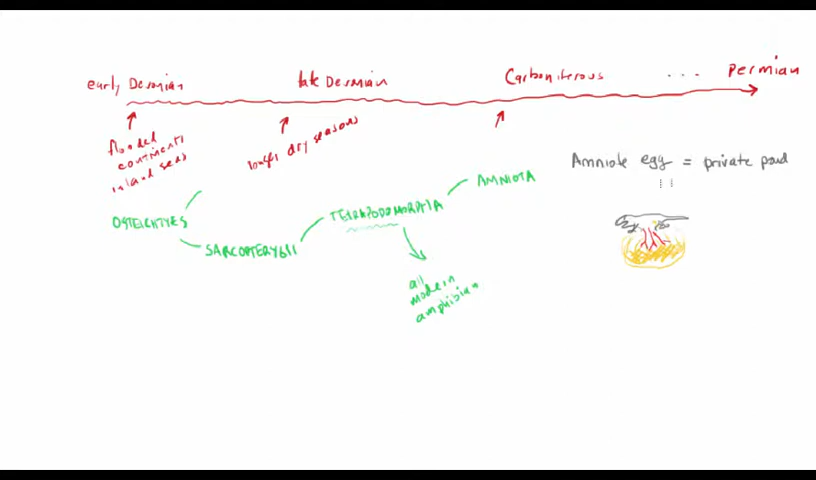 early Devonian
late Devonian
Carboniferous
... Permian
flooded
continents
inland seas
longer dry seasons
Amniote egg = private pond
OSTEICHTYES
SARCOPTERYGII
TETRAPODOMORPHA
AMNIOTA
all
modern
amphibian